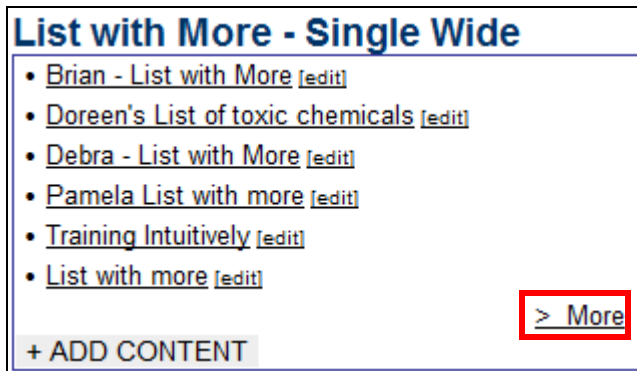 List with More - Single Wide
• Brian - List with More [edit]
• Doreen's List of toxic chemicals [edit]
• Debra - List with More [edit]
• Pamela List with more [edit]
• Training Intuitively [edit]
• List with more [edit]
> More
+ ADD CONTENT